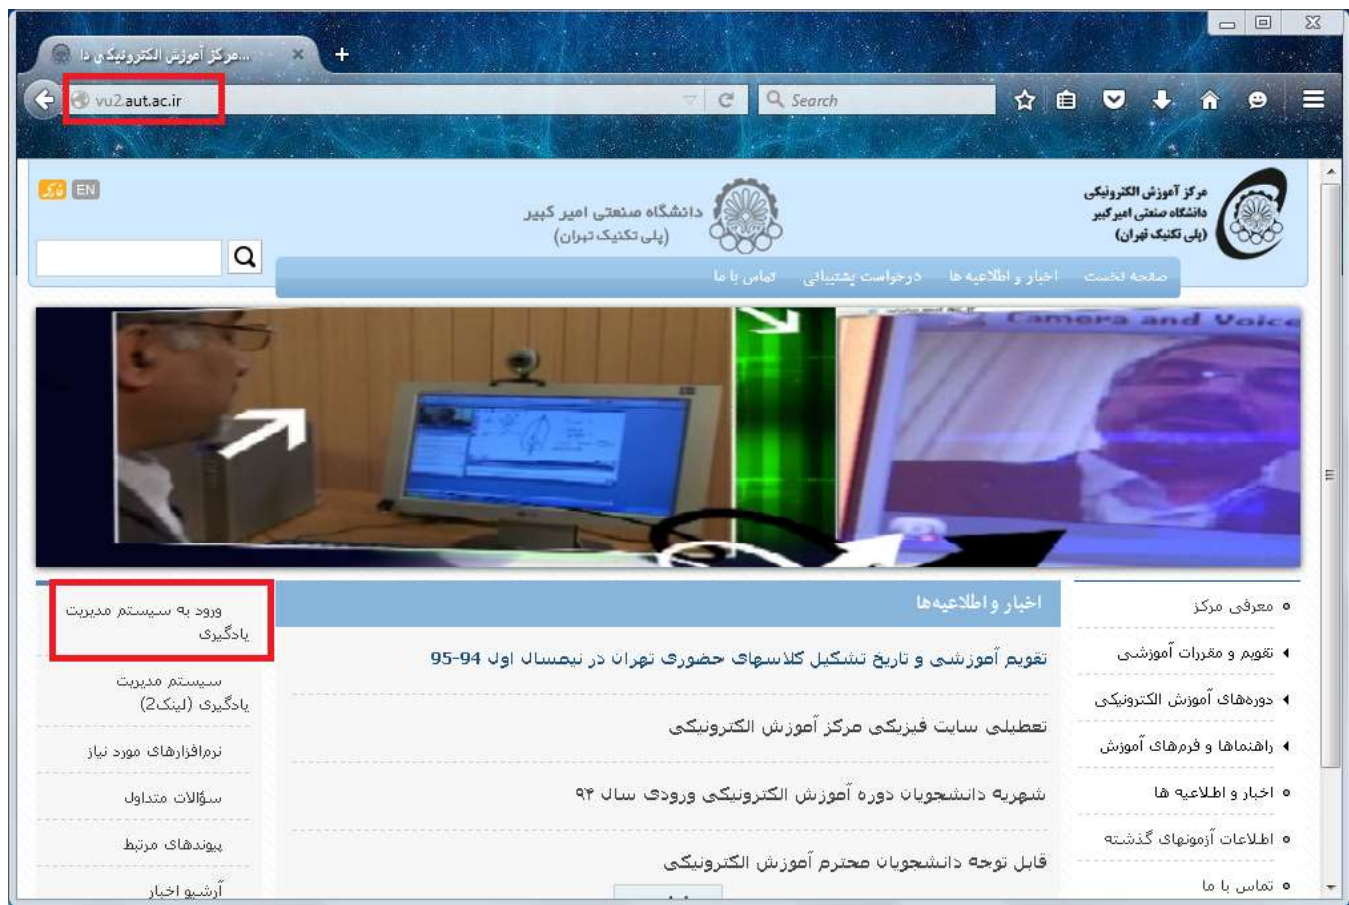 مرکز آموزش الکترونیکی دا...
vu2.aut.ac.ir
Search
EN
مرکز آموزش الکترونیکی
دانشگاه صنعتی امیر کبیر
(پلی تکنیک تهران)
دانشگاه صنعتی امیر کبیر
(پلی تکنیک تهران)
صفحه نخست اخبار و اطلاعیه ها درخواست پشتیبانی تماس با ما
Camera and Voice
معرفی مرکز
تقویم و مقررات آموزشی
دوره‌های آموزش الکترونیکی
راهنماها و فرم‌های آموزش
اخبار و اطلاعیه ها
اطلاعات آزمونهای گذشته
تماس با ما
اخبار و اطلاعیه‌ها
تقویم آموزشی و تاریخ تشکیل کلاسهای حضوری تهران در نیمسال اول 94-95
تعطیلی سایت فیزیکی مرکز آموزش الکترونیکی
شهریه دانشجویان دوره آموزش الکترونیکی ورودی سال ۹۴
قابل توجه دانشجویان محترم آموزش الکترونیکی
ورود به سیستم مدیریت
یادگیری
سیستم مدیریت
یادگیری (لینک2)
نرم‌افزارهای مورد نیاز
سؤالات متداول
پیوندهای مرتبط
آرشیو اخبار